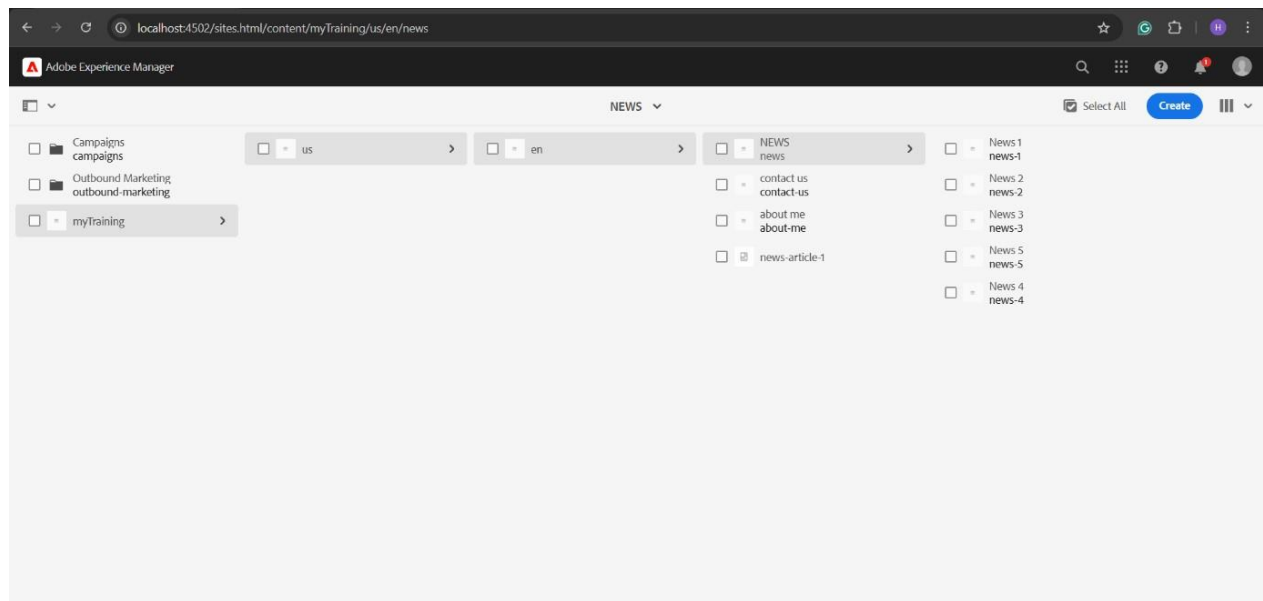 localhost:4502/sites.html/content/myTraining/us/en/news
H
Adobe Experience Manager
1
NEWS
Select All
Create
Campaigns
campaigns
Outbound Marketing
outbound-marketing
myTraining
us
en
NEWS
news
contact us
contact-us
about me
about-me
news-article-1
News 1
news-1
News 2
news-2
News 3
news-3
News 5
news-5
News 4
news-4